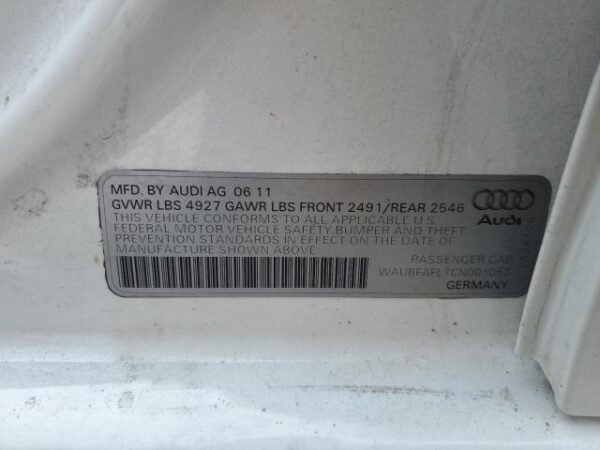 MFD. BY AUDI AG 06 11
GVWR LBS 4927 GAWR LBS FRONT 2491/REAR 2546
THIS VEHICLE CONFORMS TO ALL APPLICABLE U.S
FEDERAL MOTOR VEHICLE SAFETY, BUMPER AND THEFT
PREVENTION STANDARDS IN EFFECT ON THE DATE OF
MANUFACTURE SHOWN ABOVE
Audi
PASSENGER CAR
GERMANY